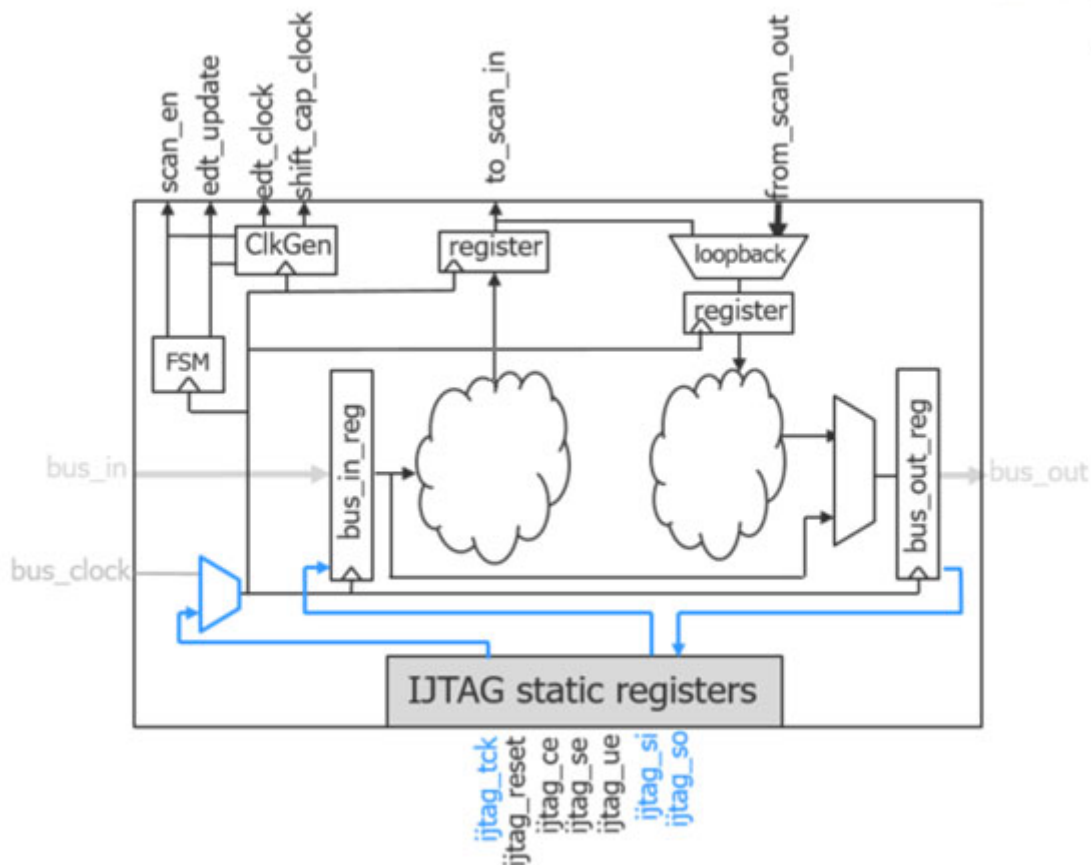 scan_en
edt_update
edt_clock
shift_cap_clock
to_scan_in
from_scan_out
ClkGen
register
loopback
register
FSM
bus_in_reg
bus_out_reg
bus_in
bus_out
bus_clock
IJTAG static registers
ijtag_tck
ijtag_reset
ijtag_ce
ijtag_se
ijtag_ue
ijtag_si
ijtag_so